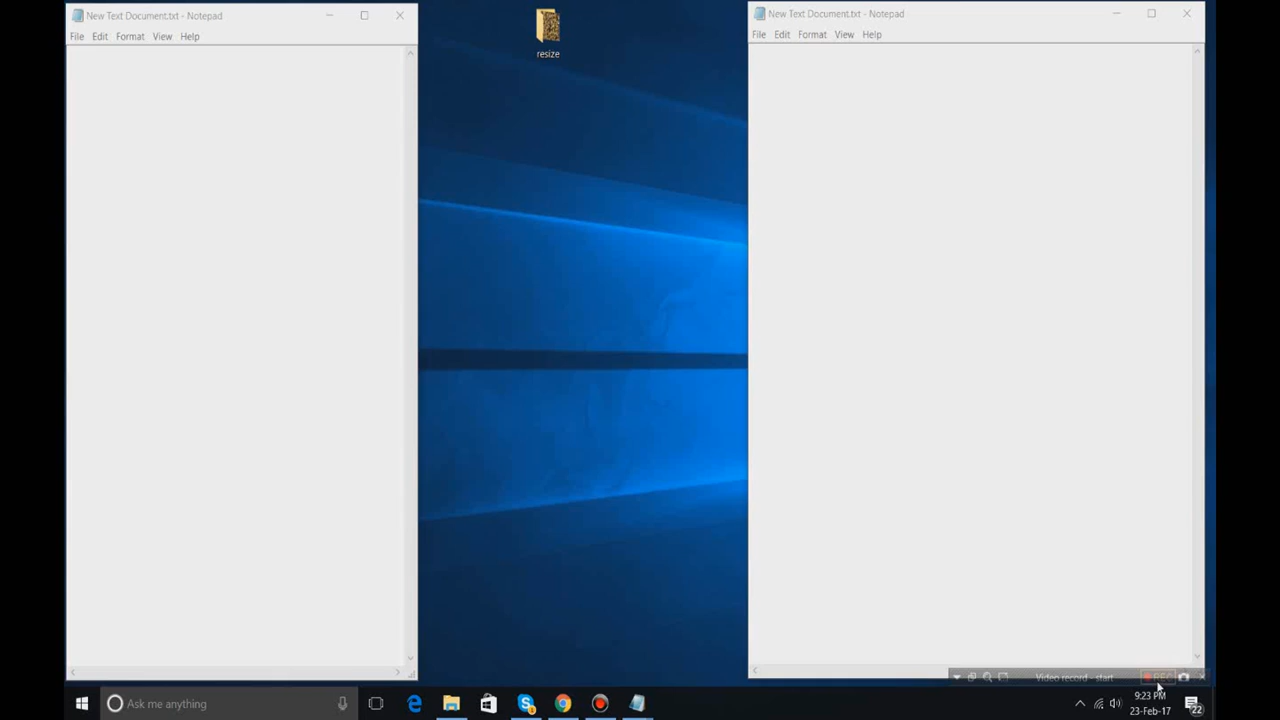 New Text Document.txt - Notepad
File Edit Format View Help
resize
New Text Document.txt - Notepad
File Edit Format View Help
Video record - start
REC
Ask me anything
9:23 PM
23-Feb-17
22